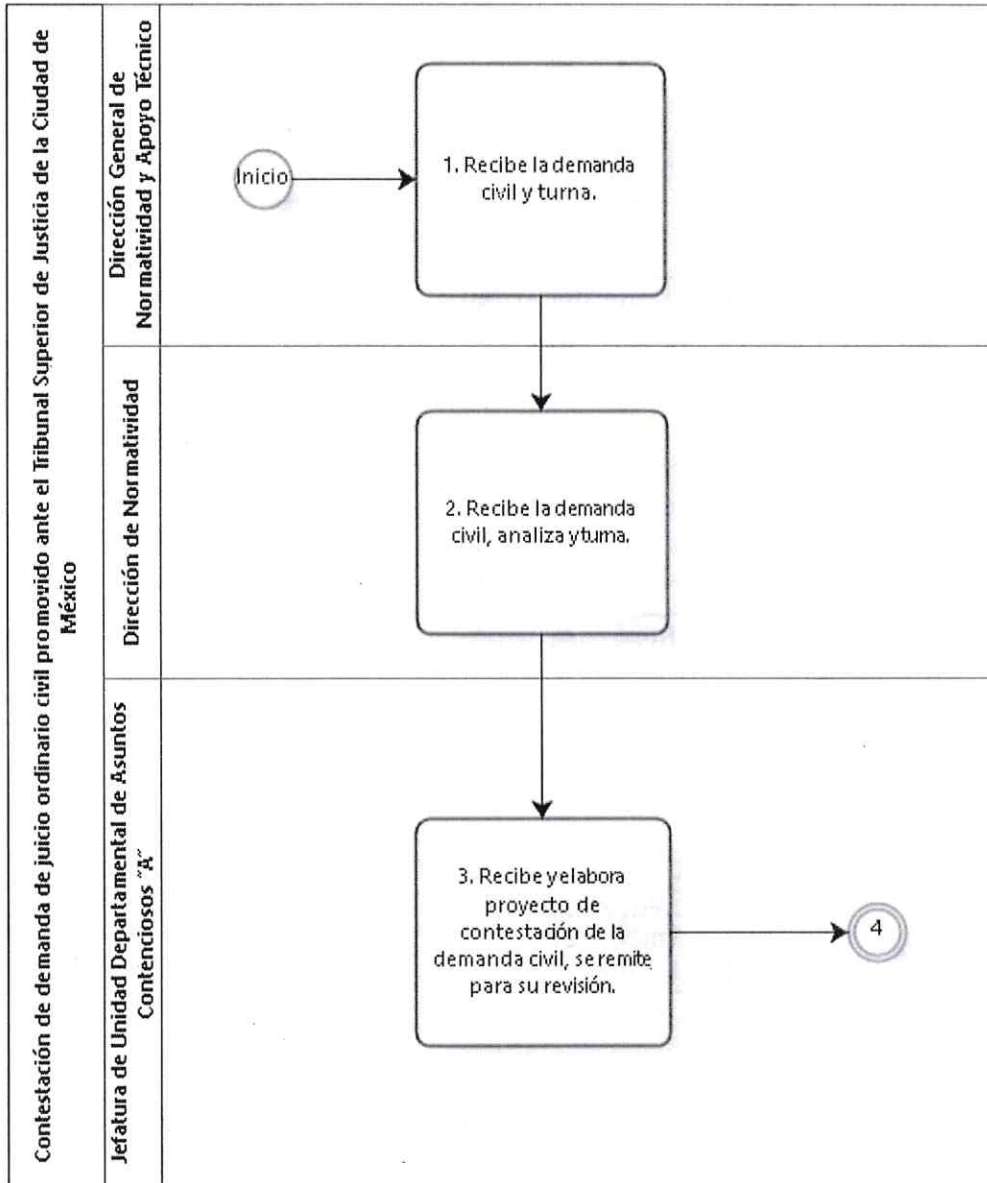 Contestación de demanda de juicio ordinario civil promovido ante el Tribunal Superior de Justicia de la Ciudad de
México
Dirección General de
Normatividad y Apoyo Técnico
Inicio
1. Recibe la demanda
civil y turna.
Dirección de Normatividad
2. Recibe la demanda
civil, analiza y turna.
Jefatura de Unidad Departamental de Asuntos
Contenciosos "A"
3. Recibe y elabora
proyecto de
contestación de la
demanda civil, se remite
para su revisión.
4